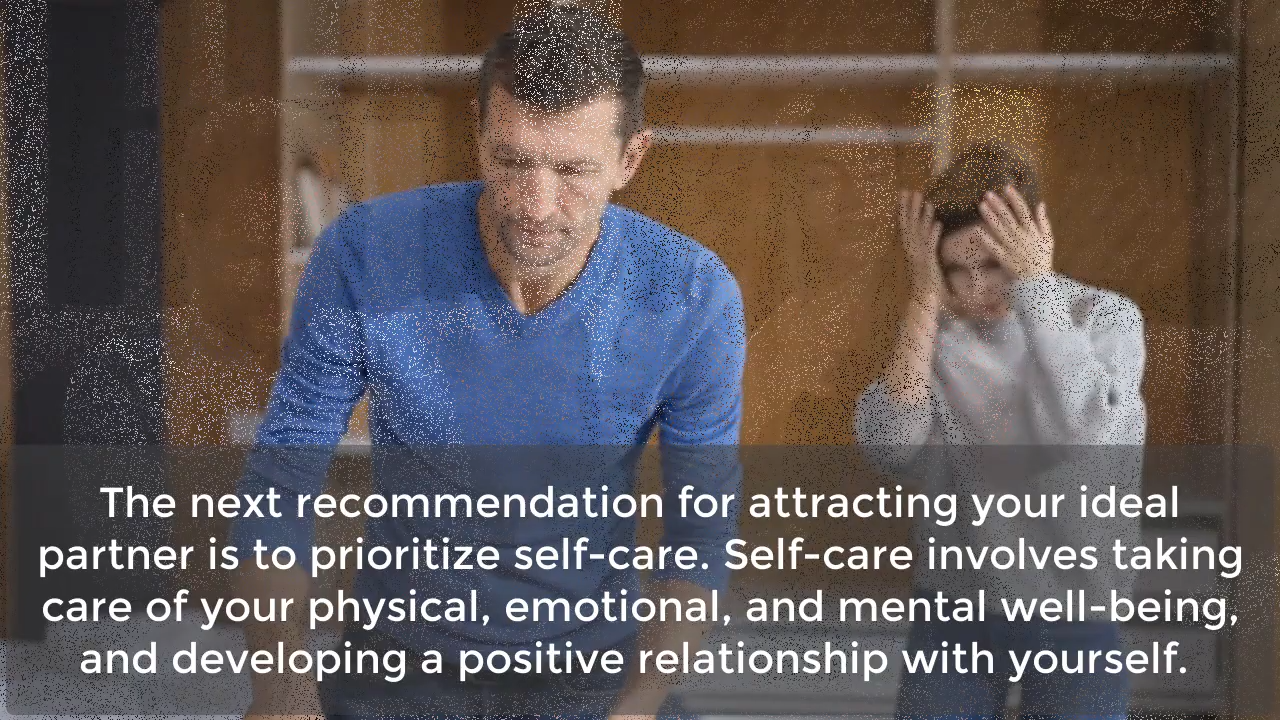 The next recommendation for attracting your ideal
partner is to prioritize self-care. Self-care involves taking
care of your physical, emotional, and mental well-being,
and developing a positive relationship with yourself.